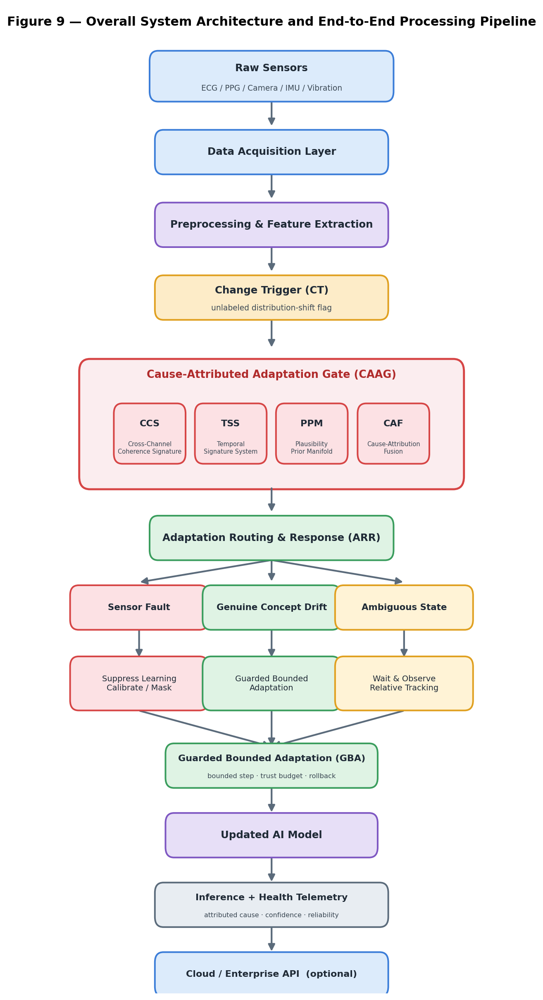 Figure 9 — Overall System Architecture and End-to-End Processing Pipeline
Raw Sensors
ECG / PPG / Camera / IMU / Vibration
Data Acquisition Layer
Preprocessing & Feature Extraction
Change Trigger (CT)
unlabeled distribution-shift flag
Cause-Attributed Adaptation Gate (CAAG)
CCS
Cross-Channel
Coherence Signature
TSS
Temporal
Signature System
PPM
Plausibility
Prior Manifold
CAF
Cause-Attribution
Fusion
Adaptation Routing & Response (ARR)
Sensor Fault
Genuine Concept Drift
Ambiguous State
Suppress Learning
Calibrate / Mask
Guarded Bounded
Adaptation
Wait & Observe
Relative Tracking
Guarded Bounded Adaptation (GBA)
bounded step · trust budget · rollback
Updated AI Model
Inference + Health Telemetry
attributed cause · confidence · reliability
Cloud / Enterprise API  (optional)